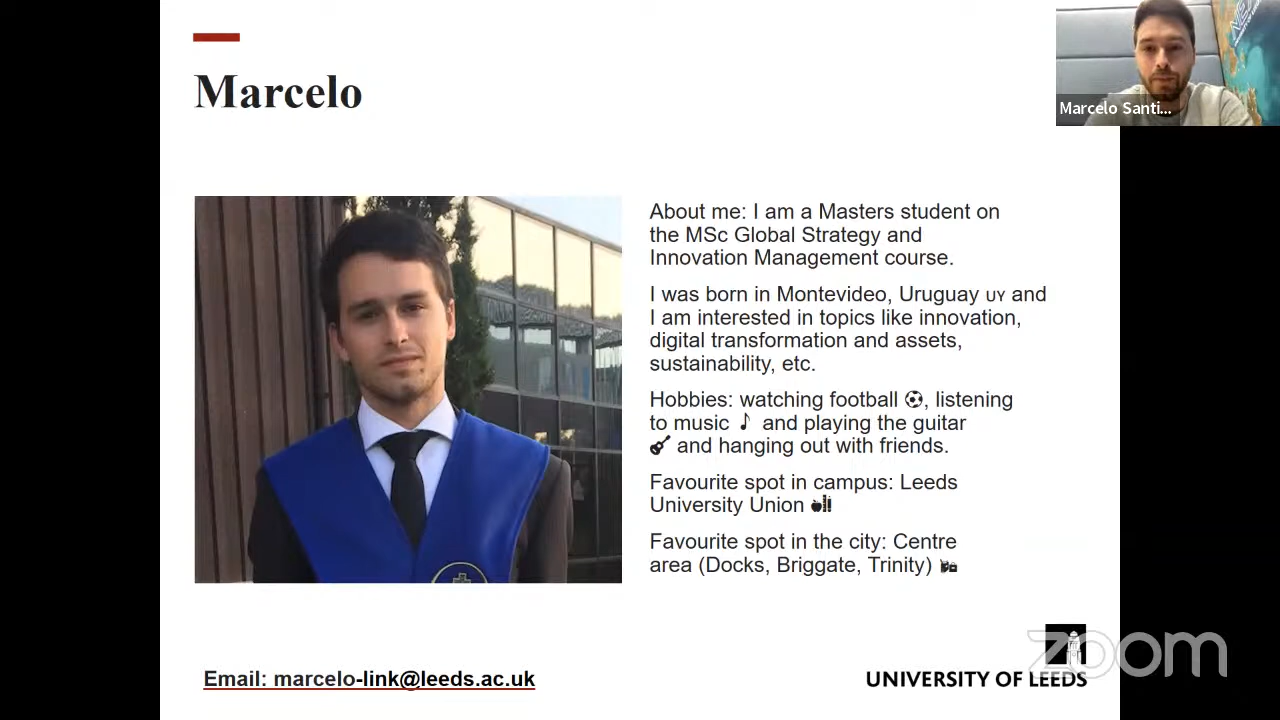 Marcelo
Marcelo Santi...
About me: I am a Masters student on
the MSc Global Strategy and
Innovation Management course.
I was born in Montevideo, Uruguay UY and
I am interested in topics like innovation,
digital transformation and assets,
sustainability, etc.
Hobbies: watching football ⚽, listening
to music ♪ and playing the guitar
🎸 and hanging out with friends.
Favourite spot in campus: Leeds
University Union
Favourite spot in the city: Centre
area (Docks, Briggate, Trinity)
zoom
Email: marcelo-link@leeds.ac.uk
UNIVERSITY OF LEEDS